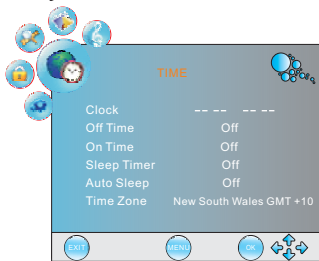 TIME
Clock -- -- -- --
Off Time Off
On Time Off
Sleep Timer Off
Auto Sleep Off
Time Zone New South Wales GMT +10
EXIT MENU OK